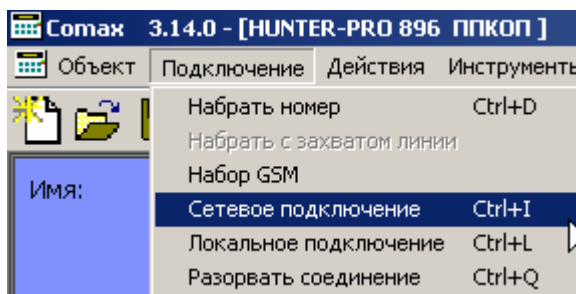 Comax 3.14.0 - [HUNTER-PRO 896 ППКОП ]
Объект Подключение Действия Инструменты
Набрать номер Ctrl+D
Набрать с захватом линии
Набор GSM
Имя:
Сетевое подключение Ctrl+I
Локальное подключение Ctrl+L
Разорвать соединение Ctrl+Q